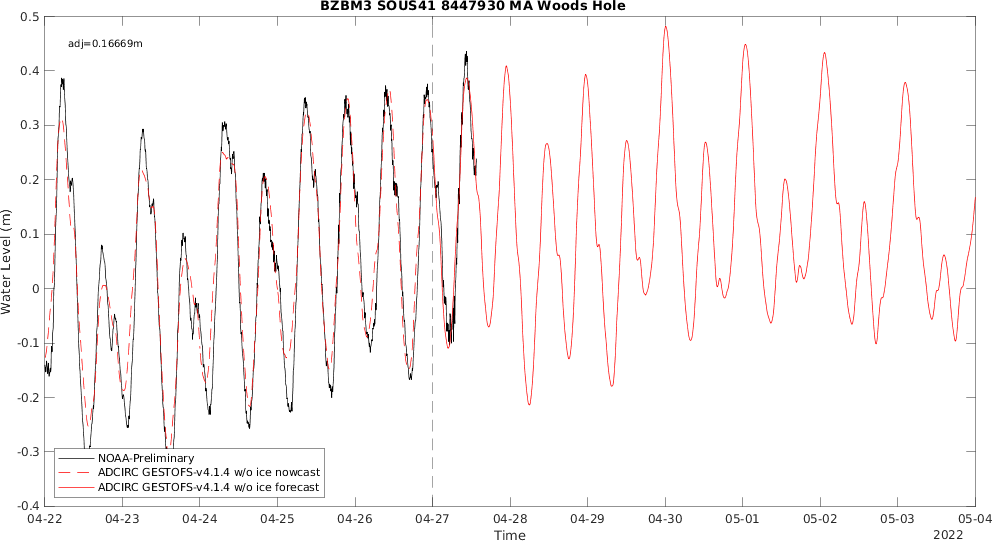 BZBM3 SOUS41 8447930 MA Woods Hole
adj=0.16669m
0.5
0.4
0.3
0.2
0.1
0
-0.1
-0.2
-0.3
-0.4
Water Level (m)
NOAA-Preliminary
ADCIRC GESTOFS-v4.1.4 w/o ice nowcast
ADCIRC GESTOFS-v4.1.4 w/o ice forecast
04-22 04-23 04-24 04-25 04-26 04-27 04-28 04-29 04-30 05-01 05-02 05-03 05-04
Time
2022